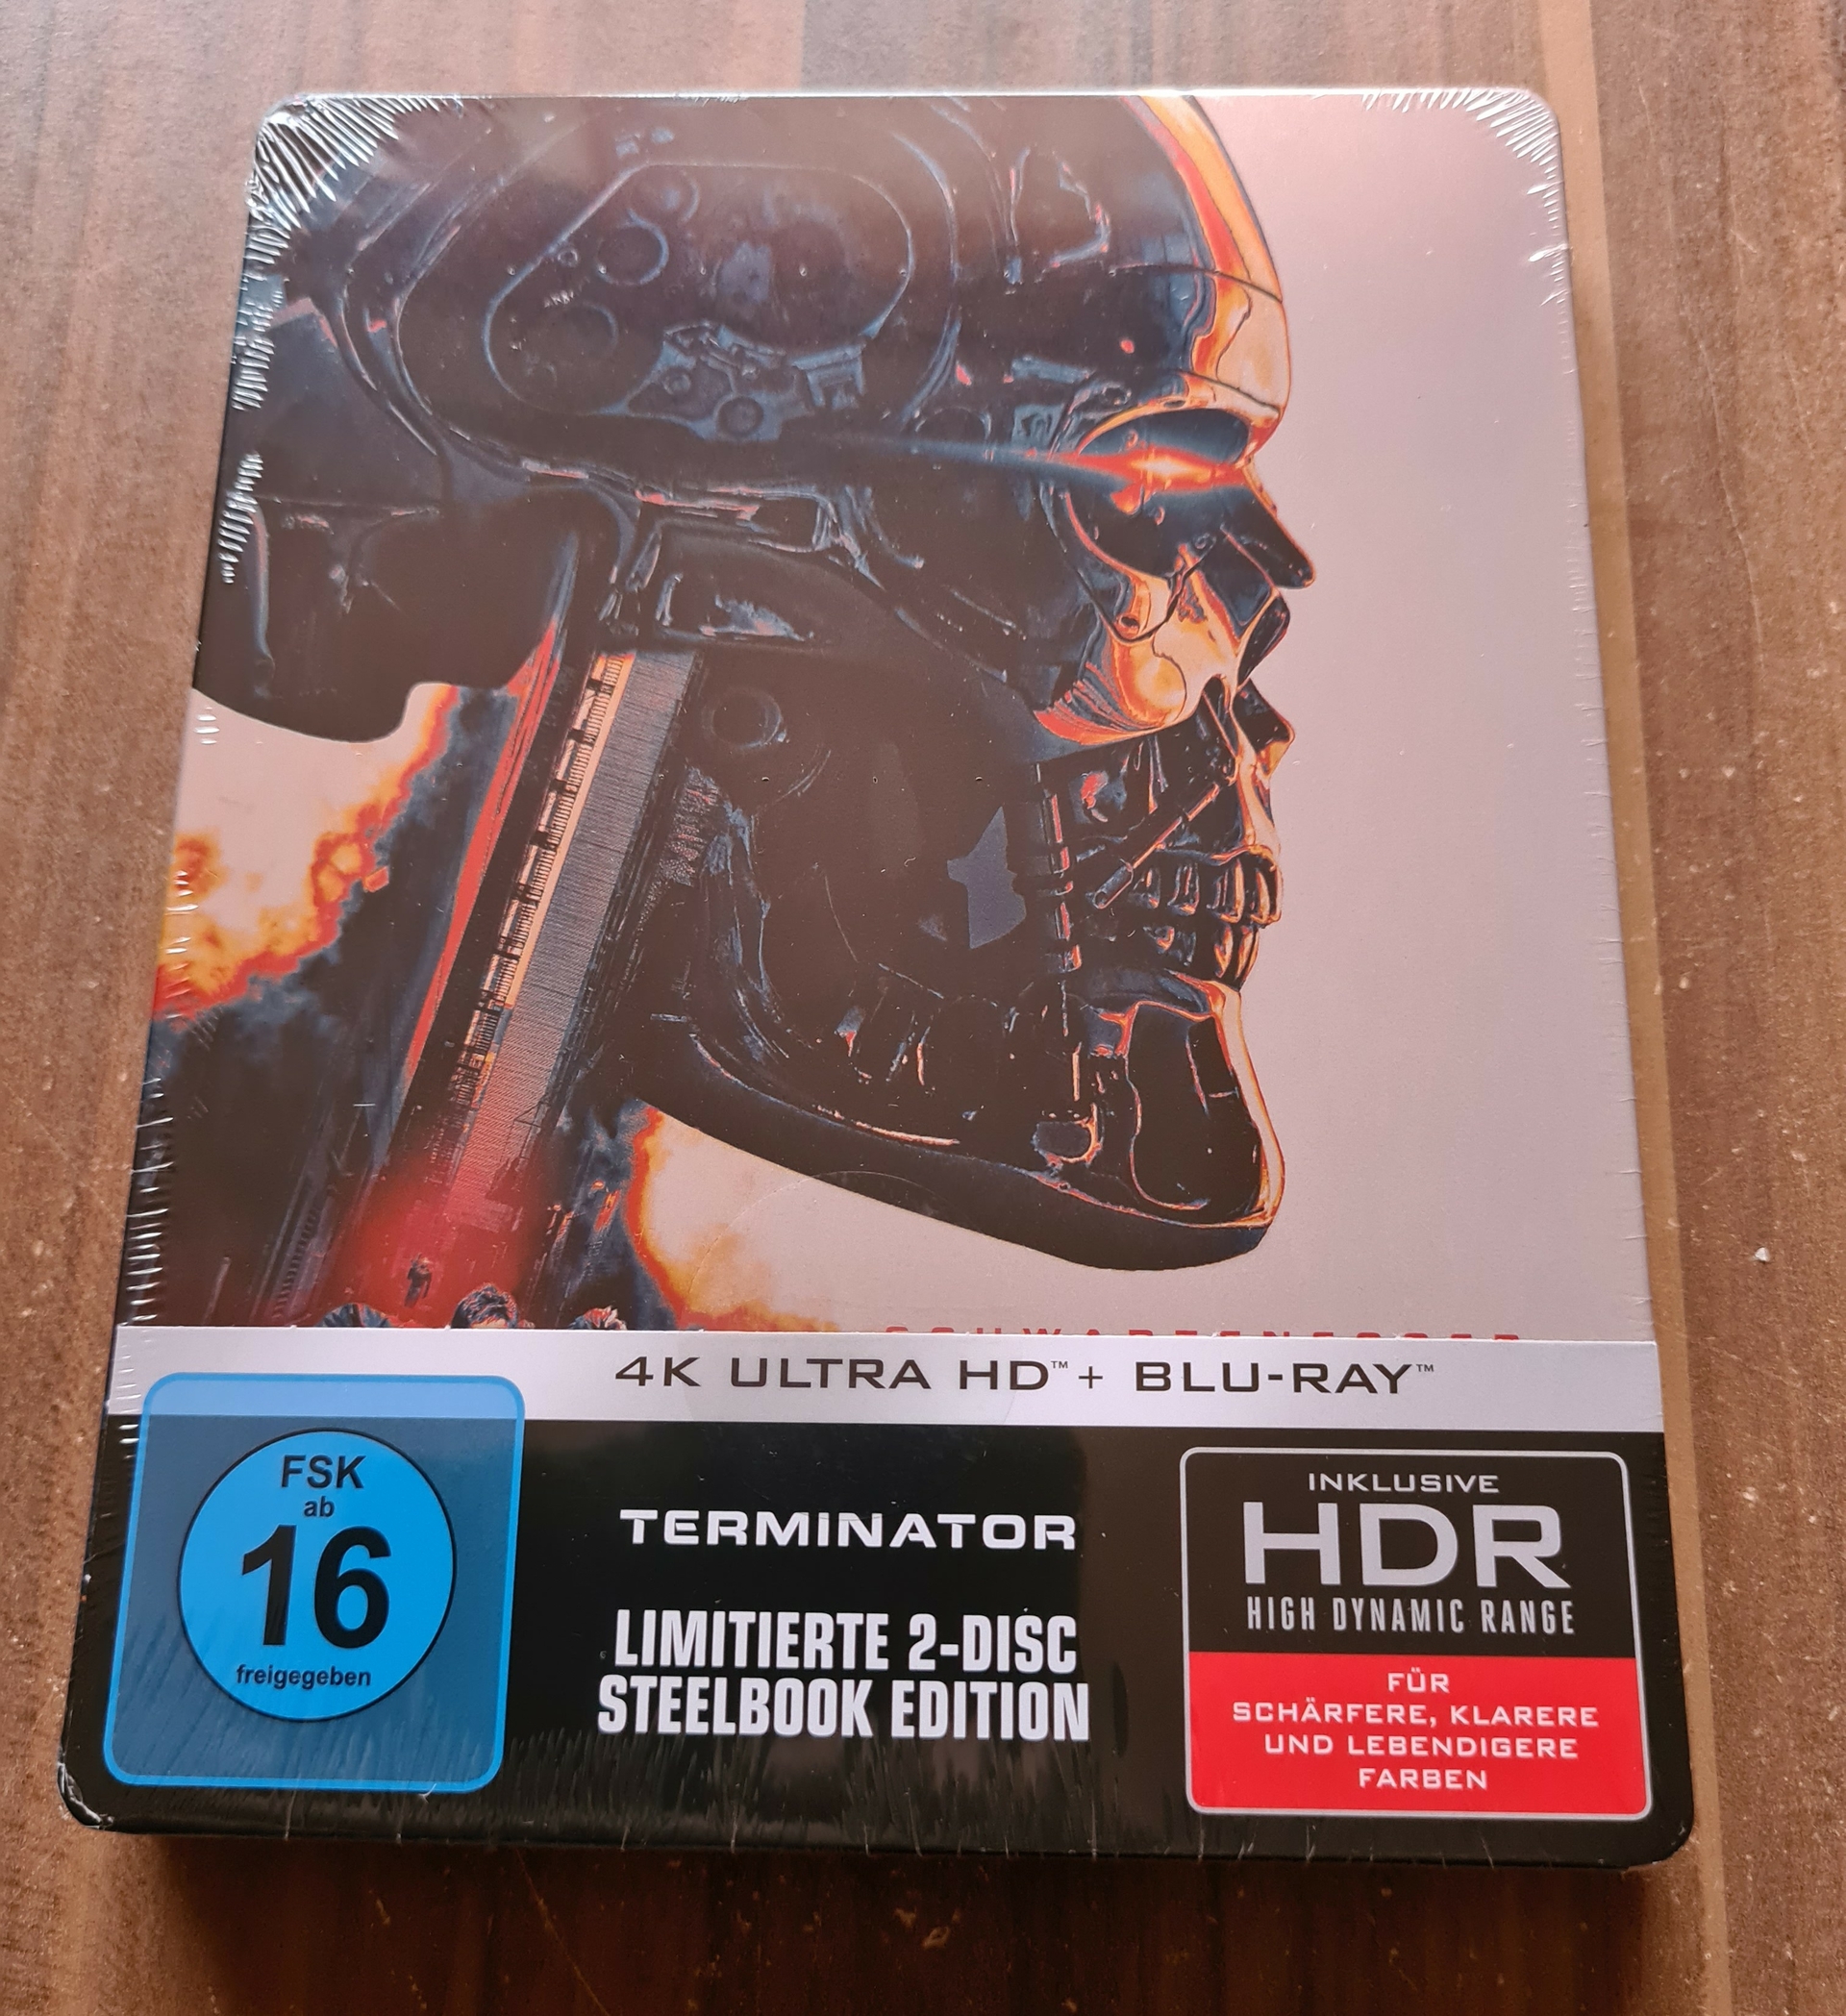 4K ULTRA HD™ + BLU-RAY™
FSK
ab
16
freigegeben
TERMINATOR
LIMITIERTE 2-DISC
STEELBOOK EDITION
INKLUSIVE
HDR
HIGH DYNAMIC RANGE
FÜR
SCHÄRFERE, KLARERE
UND LEBENDIGERE
FARBEN